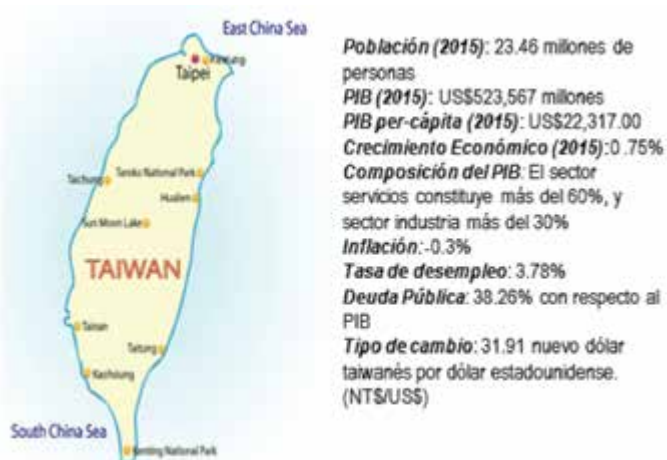 East China Sea
Taipei
Keelung
Taichung
Taroko National Park
Hualien
Sun Moon Lake
TAIWAN
Tainan
Taitung
Kaohsiung
South China Sea
Kenting National Park
Población (2015): 23.46 millones de
personas
PIB (2015): US$523,567 millones
PIB per-cápita (2015): US$22,317.00
Crecimiento Económico (2015):0.75%
Composición del PIB: El sector
servicios constituye más del 60%, y
sector industria más del 30%
Inflación:-0.3%
Tasa de desempleo: 3.78%
Deuda Pública: 38.26% con respecto al
PIB
Tipo de cambio: 31.91 nuevo dólar
taiwanés por dólar estadounidense.
(NT$/US$)